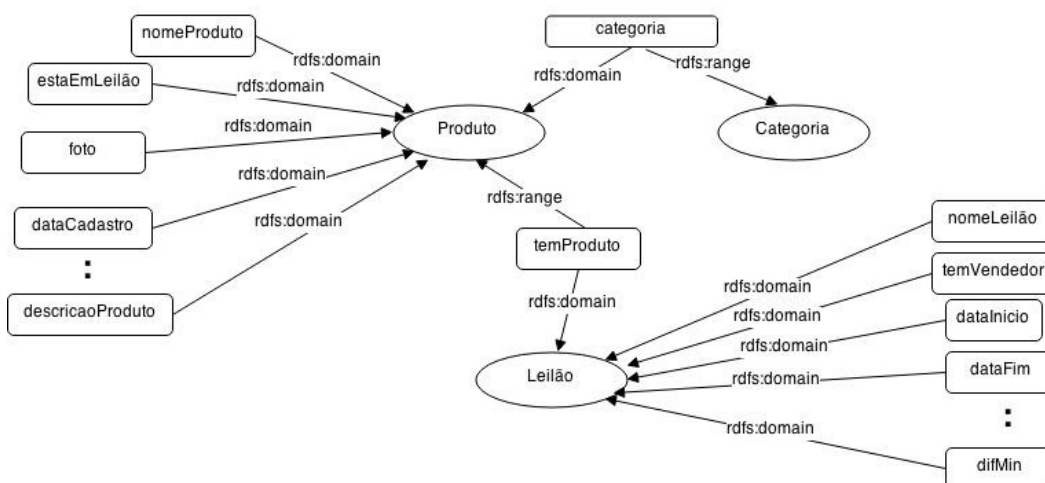 nomeProduto
categoria
rdfs:domain
rdfs:range
estaEmLeilão
rdfs:domain
rdfs:domain
foto
rdfs:domain
Produto
Categoria
rdfs:domain
rdfs:range
dataCadastro
rdfs:domain
nomeLeilão
temProduto
:
temVendedor
descricaoProduto
rdfs:domain
rdfs:domain
rdfs:domain
dataInicio
rdfs:domain
Leilão
rdfs:domain
dataFim
:
rdfs:domain
difMin